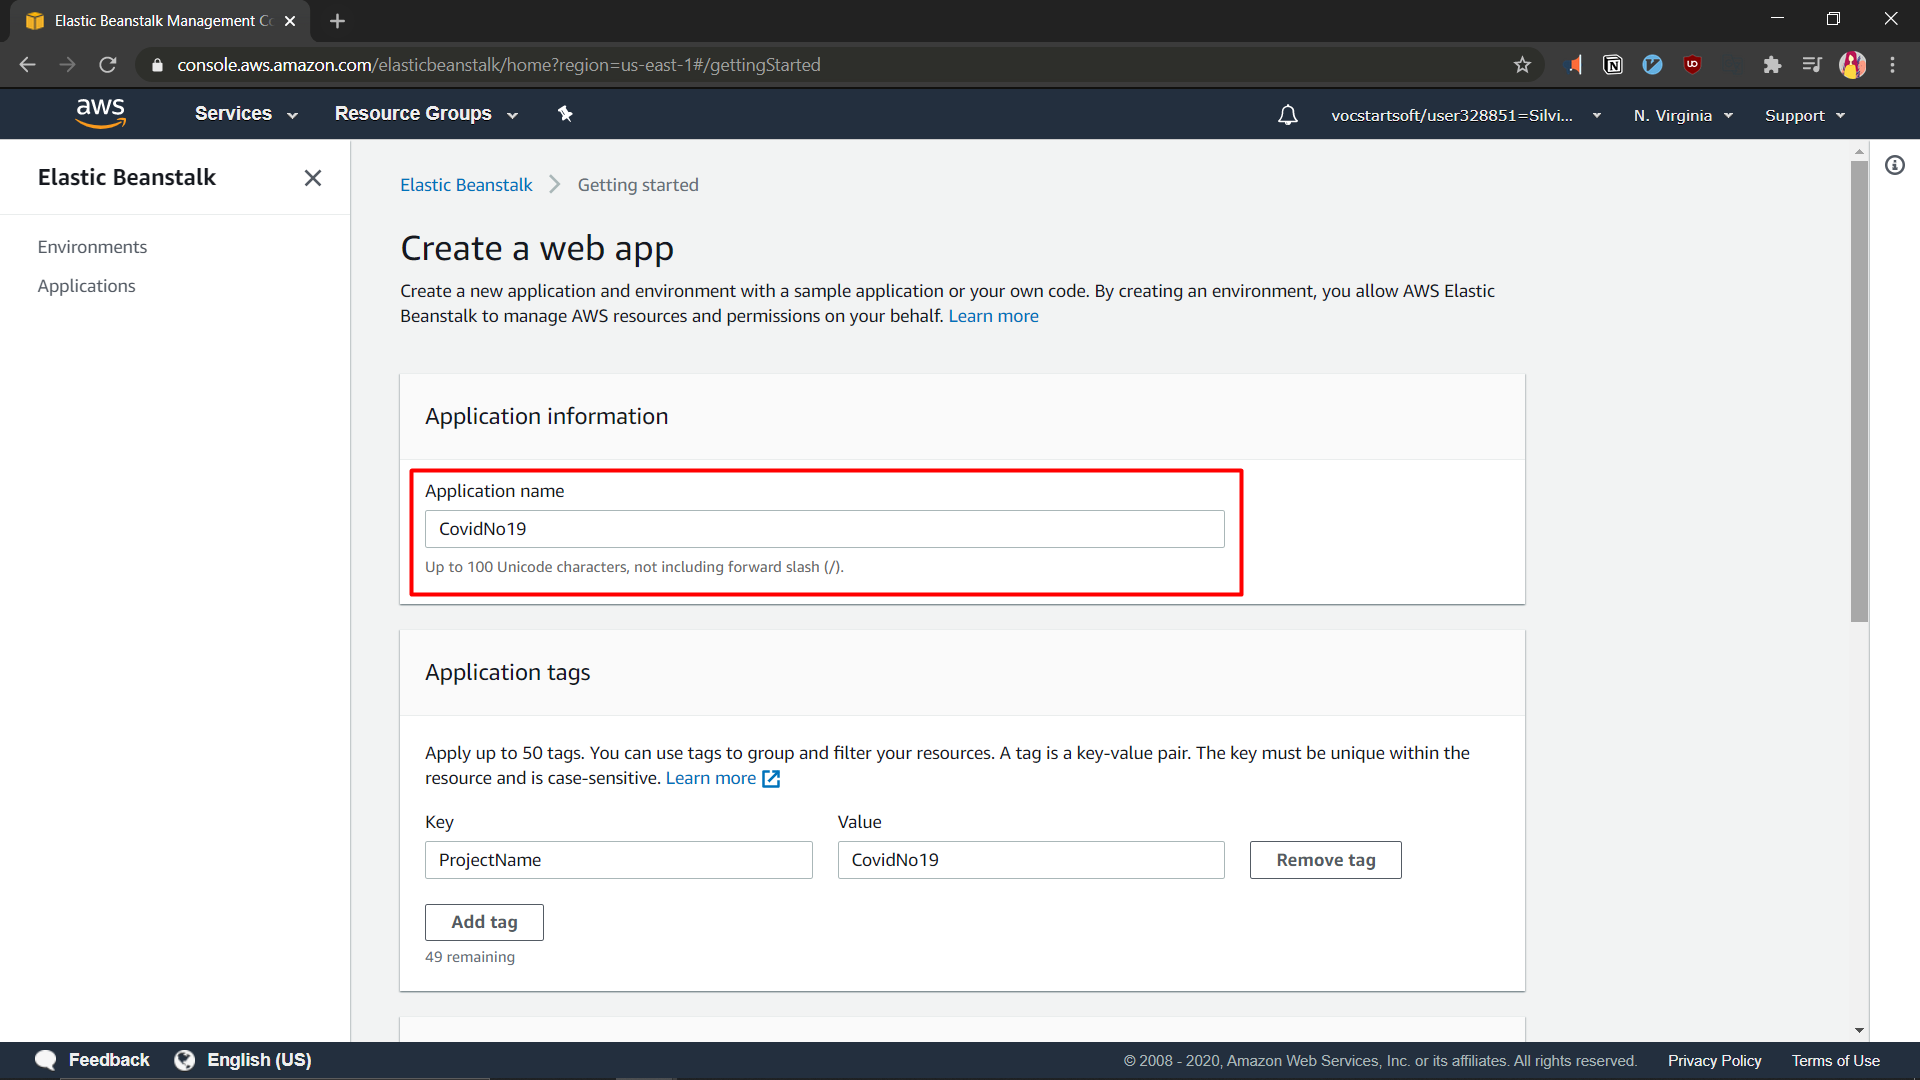 Elastic Beanstalk Management Co
console.aws.amazon.com/elasticbeanstalk/home?region=us-east-1#/gettingStarted
aws
Services
Resource Groups
vocstartsoft/user328851=Silvi...
N. Virginia
Support
Elastic Beanstalk
Environments
Applications
Elastic Beanstalk
Getting started
Create a web app
Create a new application and environment with a sample application or your own code. By creating an environment, you allow AWS Elastic
Beanstalk to manage AWS resources and permissions on your behalf. Learn more
Application information
Application name
CovidNo19
Up to 100 Unicode characters, not including forward slash (/).
Application tags
Apply up to 50 tags. You can use tags to group and filter your resources. A tag is a key-value pair. The key must be unique within the
resource and is case-sensitive. Learn more
Key
Value
ProjectName
CovidNo19
Remove tag
Add tag
49 remaining
Feedback
English (US)
© 2008 - 2020, Amazon Web Services, Inc. or its affiliates. All rights reserved.
Privacy Policy
Terms of Use